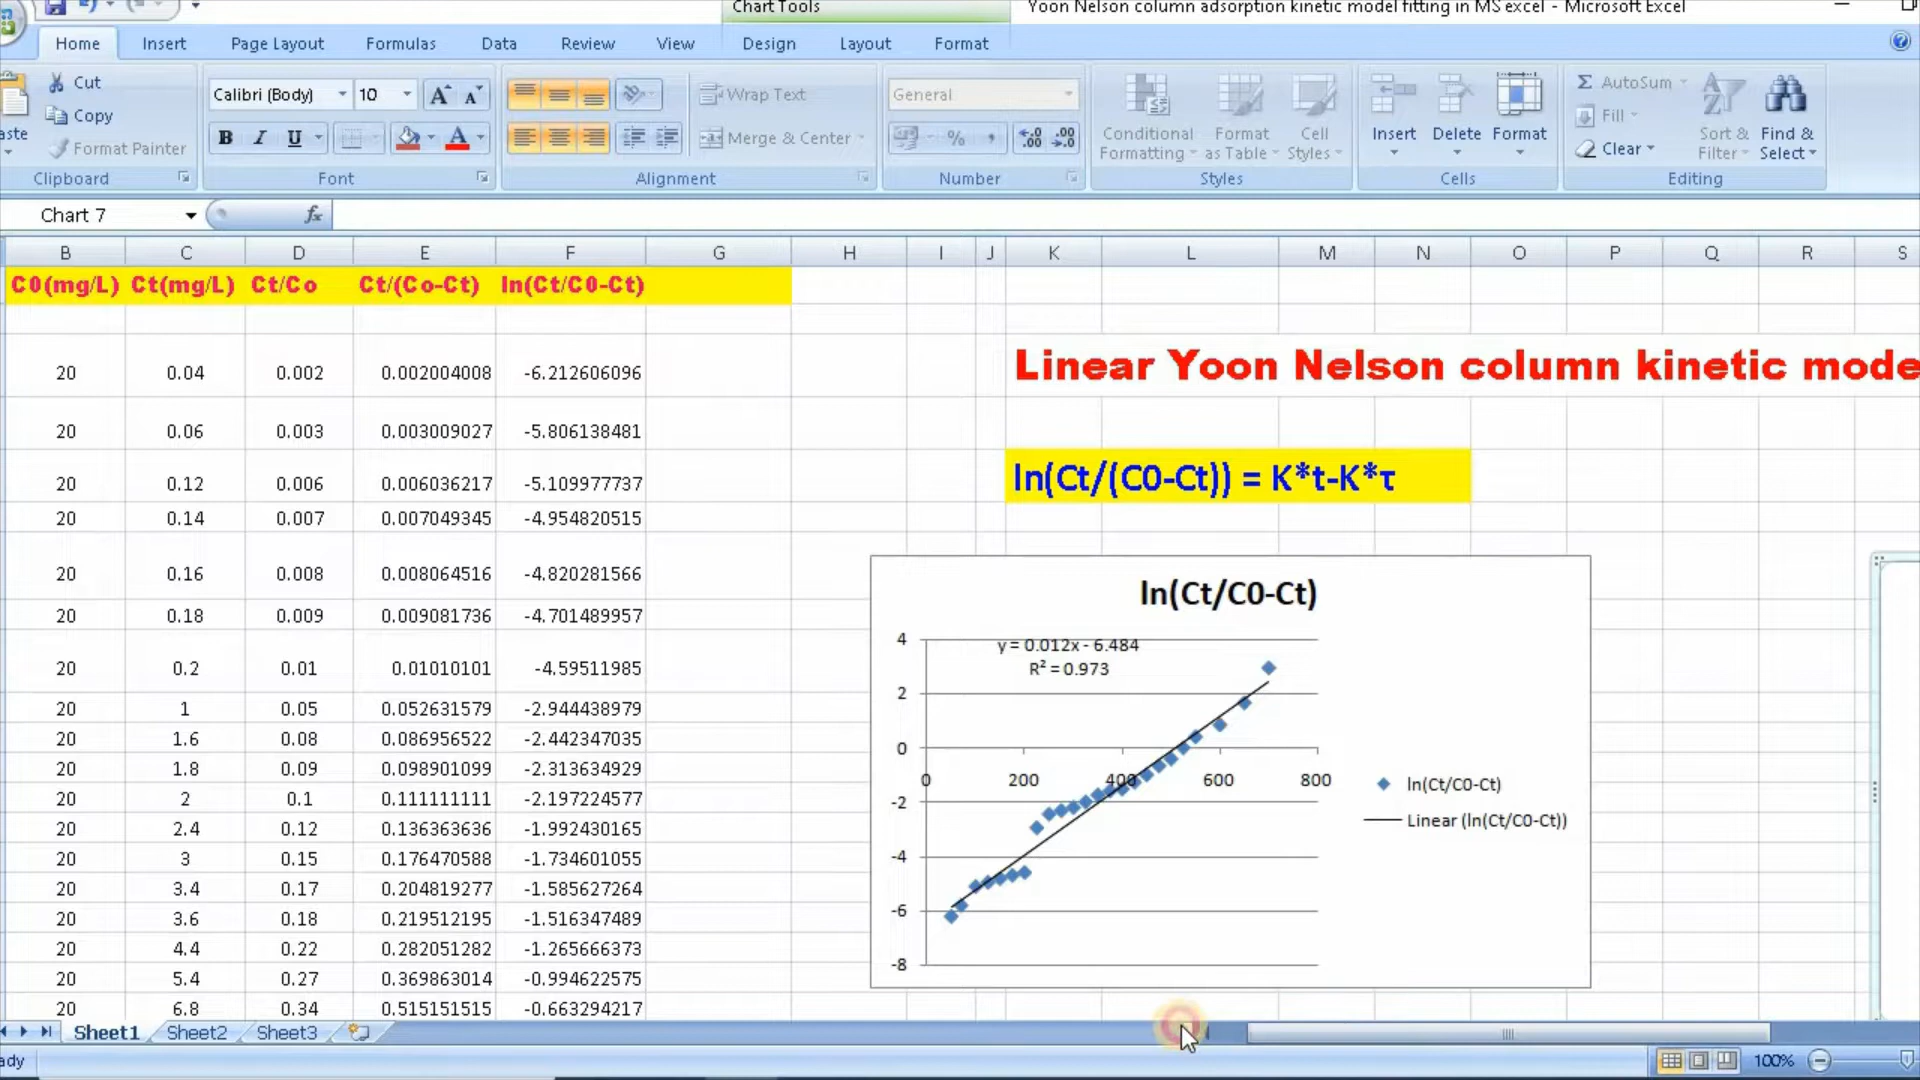 Chart Tools
Yoon Nelson column adsorption kinetic model fitting in MS excel - Microsoft Excel
Home Insert Page Layout Formulas Data Review View Design Layout Format
Cut
Copy
Format Painter
Clipboard
Calibri (Body) 10
B I U
Font
Wrap Text
Merge & Center
Alignment
General
%
Number
Conditional Formatting
Format as Table
Cell Styles
Styles
Insert Delete Format
Cells
Σ AutoSum
Fill
Clear
Sort & Filter
Find & Select
Editing
Chart 7 fx
B C D E F G H I J K L M N O P Q R S
C0(mg/L) Ct(mg/L) Ct/Co Ct/(Co-Ct) ln(Ct/C0-Ct)
20 0.04 0.002 0.002004008 -6.212606096
20 0.06 0.003 0.003009027 -5.806138481
20 0.12 0.006 0.006036217 -5.109977737
20 0.14 0.007 0.007049345 -4.954820515
20 0.16 0.008 0.008064516 -4.820281566
20 0.18 0.009 0.009081736 -4.701489957
20 0.2 0.01 0.01010101 -4.59511985
20 1 0.05 0.052631579 -2.944438979
20 1.6 0.08 0.086956522 -2.442347035
20 1.8 0.09 0.098901099 -2.313634929
20 2 0.1 0.111111111 -2.197224577
20 2.4 0.12 0.136363636 -1.992430165
20 3 0.15 0.176470588 -1.734601055
20 3.4 0.17 0.204819277 -1.585627264
20 3.6 0.18 0.219512195 -1.516347489
20 4.4 0.22 0.282051282 -1.265666373
20 5.4 0.27 0.369863014 -0.994622575
20 6.8 0.34 0.515151515 -0.663294217
Linear Yoon Nelson column kinetic mode
ln(Ct/(C0-Ct)) = K*t-K*τ
ln(Ct/C0-Ct)
y = 0.012x - 6.484
R² = 0.973
4
2
0
-2
-4
-6
-8
0 200 400 600 800
ln(Ct/C0-Ct)
Linear (ln(Ct/C0-Ct))
Sheet1 Sheet2 Sheet3
100%